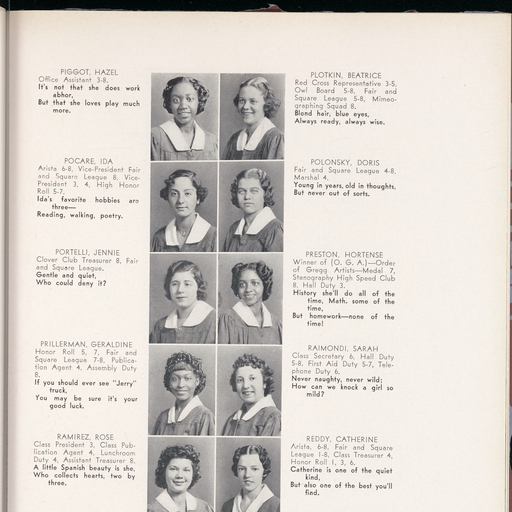 PIGGOT, HAZEL
Office Assistant 3-8.
It's not that she does work
abhor,
But that she loves play much
more.
POCARE, IDA
Arista 6-8, Vice-President Fair
and Square League 8, Vice-
President 3, 4, High Honor
Roll 5-7.
Ida's favorite hobbies are
three—
Reading, walking, poetry.
PORTELLI, JENNIE
Clover Club Treasurer 8, Fair
and Square League.
Gentle and quiet,
Who could deny it?
PRILLERMAN, GERALDINE
Honor Roll 5, 7, Fair and
Square League 7-8, Publica-
tion Agent 4, Assembly Duty
8.
If you should ever see "Jerry"
truck,
You may be sure it's your
good luck.
RAMIREZ, ROSE
Class President 3, Class Pub-
lication Agent 4, Lunchroom
Duty 4, Assistant Treasurer 8.
A little Spanish beauty is she,
Who collects hearts, two by
three.
PLOTKIN, BEATRICE
Red Cross Representative 3-5,
Owl Board 5-8, Fair and
Square League 5-8, Mimeo-
graphing Squad 8.
Blond hair, blue eyes,
Always ready, always wise.
POLONSKY, DORIS
Fair and Square League 4-8,
Marshal 4.
Young in years, old in thoughts,
But never out of sorts.
PRESTON, HORTENSE
Winner of (O. G. A.)—Order
of Gregg Artists—Medal 7,
Stenography High Speed Club
8, Hall Duty 3.
History she'll do all of the
time, Math. some of the
time,
But homework—none of the
time!
RAIMONDI, SARAH
Class Secretary 6, Hall Duty
5-8, First Aid Duty 5-7, Tele-
phone Duty 6.
Never naughty, never wild;
How can we knock a girl so
mild?
REDDY, CATHERINE
Arista, 6-8, Fair and Square
League 1-8, Class Treasurer 4,
Honor Roll 1, 3, 6.
Catherine is one of the quiet
kind,
But also one of the best you'll
find.